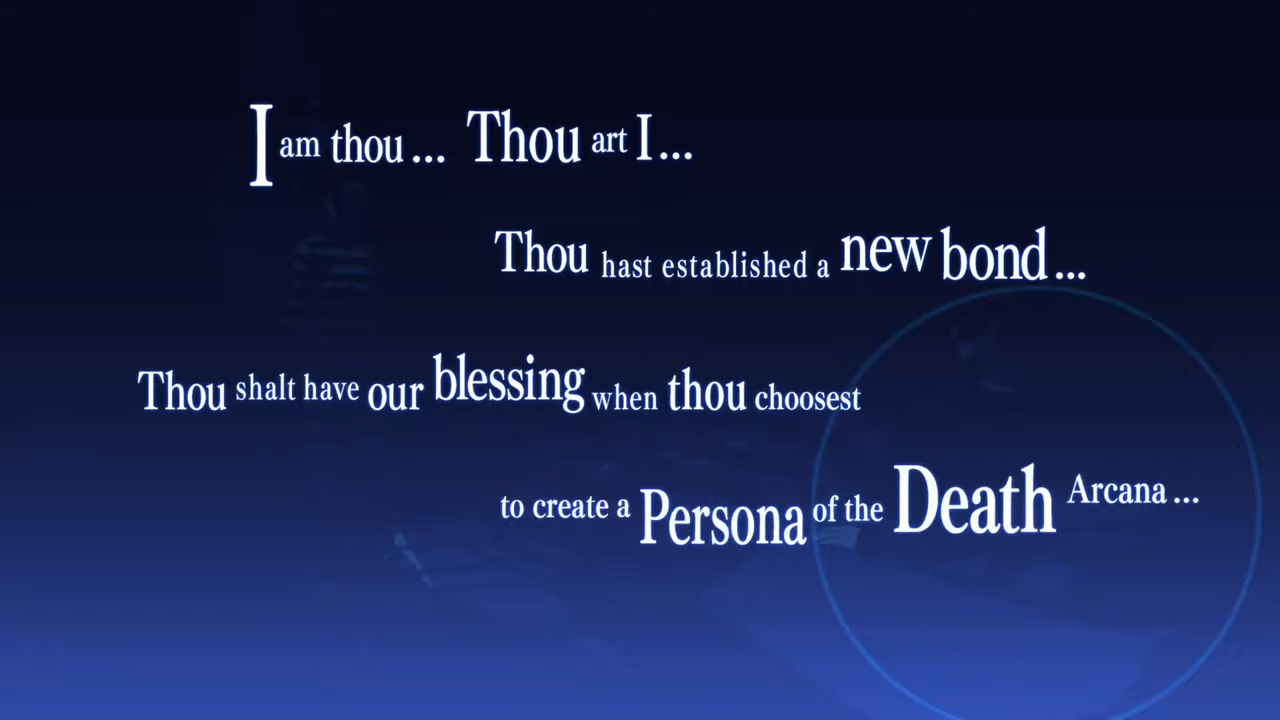 I am thou... Thou art I...
Thou hast established a new bond...
Thou shalt have our blessing when thou choosest
to create a Persona of the Death Arcana...